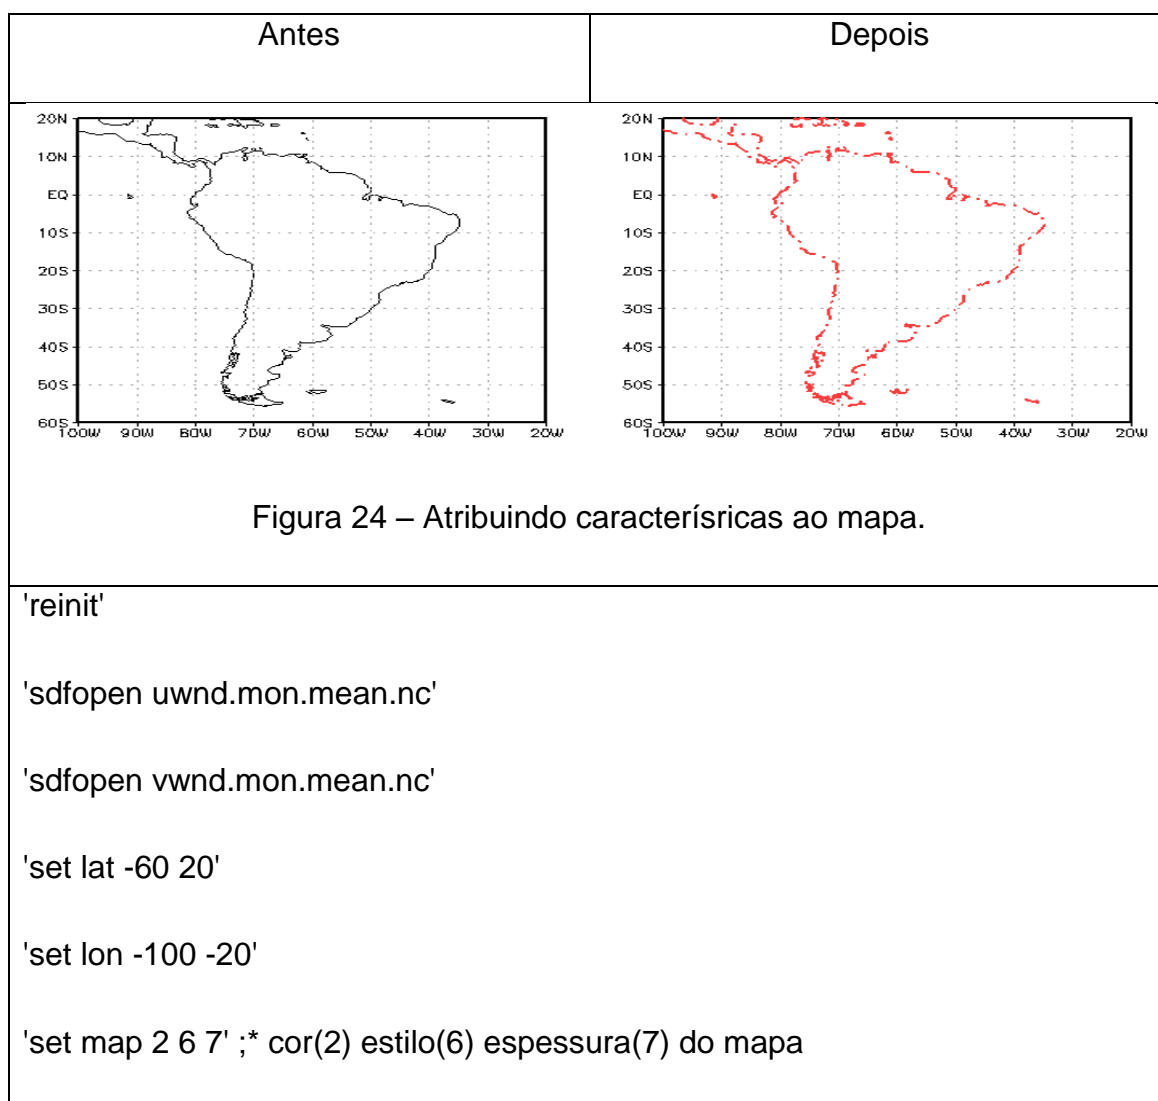 Antes Depois
20N
10N
EQ
10S
20S
30S
40S
50S
60S
100W 90W 80W 70W 60W 50W 40W 30W 20W
20N
10N
EQ
10S
20S
30S
40S
50S
60S
100W 90W 80W 70W 60W 50W 40W 30W 20W
Figura 24 – Atribuindo caracterísricas ao mapa.
'reinit'
'sdfopen uwnd.mon.mean.nc'
'sdfopen vwnd.mon.mean.nc'
'set lat -60 20'
'set lon -100 -20'
'set map 2 6 7' ;* cor(2) estilo(6) espessura(7) do mapa